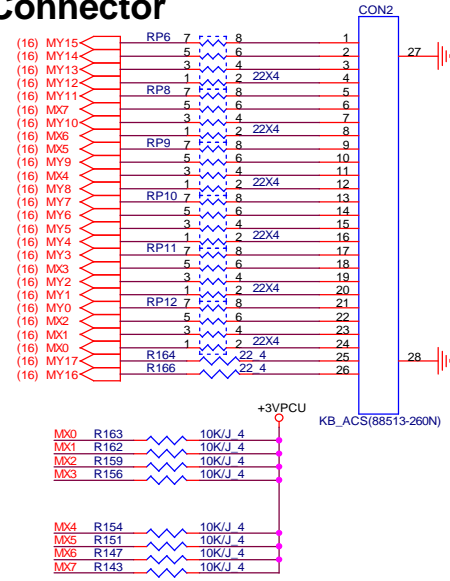 Connector
CON2
(16) MY15 RP6 7 8 1
(16) MY14 5 6 2 27
(16) MY13 3 4 3
(16) MY12 1 2 22X4 4
(16) MY11 RP8 7 8 5
(16) MX7 5 6 6
(16) MY10 3 4 7
(16) MX6 1 2 22X4 8
(16) MX5 RP9 7 8 9
(16) MY9 5 6 10
(16) MX4 3 4 11
(16) MY8 1 2 22X4 12
(16) MY7 RP10 7 8 13
(16) MY6 5 6 14
(16) MY5 3 4 15
(16) MY4 1 2 22X4 16
(16) MY3 RP11 7 8 17
(16) MX3 5 6 18
(16) MY2 3 4 19
(16) MY1 1 2 22X4 20
(16) MY0 RP12 7 8 21
(16) MX2 5 6 22
(16) MX1 3 4 23
(16) MX0 1 2 22X4 24
(16) MY17 R164 22_4 25 28
(16) MY16 R166 22_4 26
+3VPCU
KB_ACS(88513-260N)
MX0 R163 10K/J_4
MX1 R162 10K/J_4
MX2 R159 10K/J_4
MX3 R156 10K/J_4
MX4 R154 10K/J_4
MX5 R151 10K/J_4
MX6 R147 10K/J_4
MX7 R143 10K/J_4